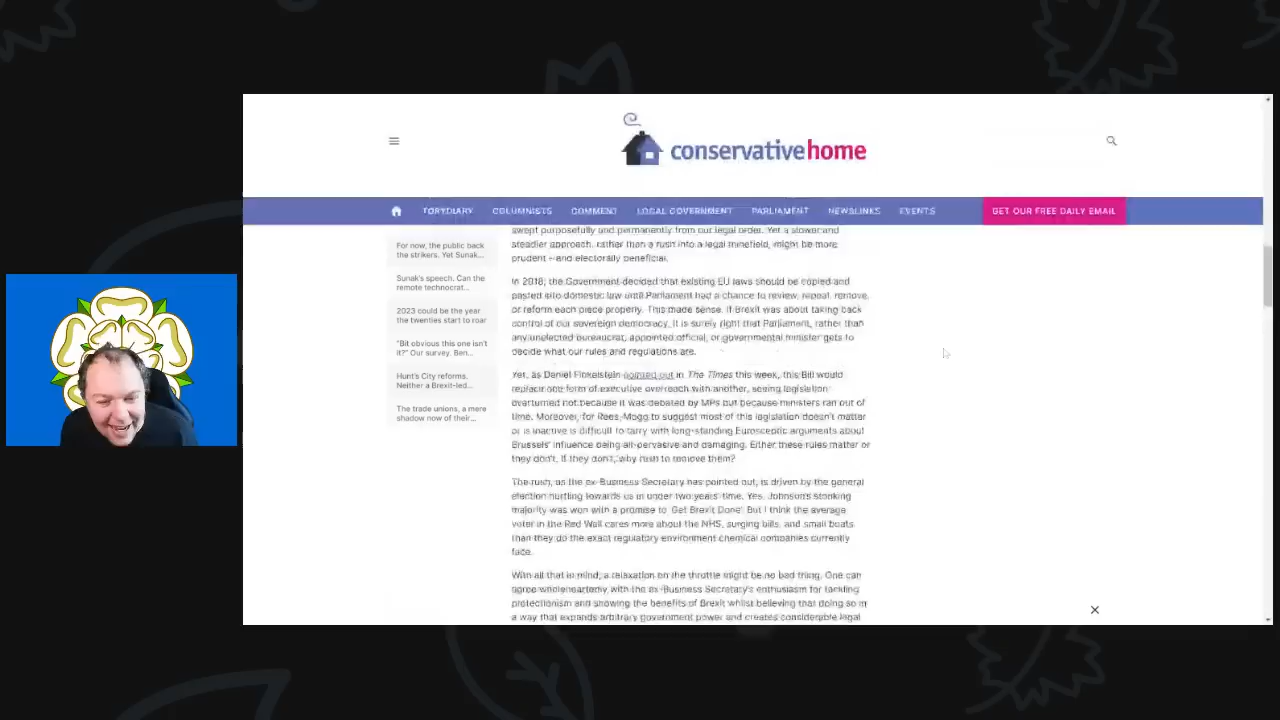 conservativehome
TORYDIARY COLUMNISTS COMMENT LOCAL GOVERNMENT PARLIAMENT NEWSLINKS EVENTS GET OUR FREE DAILY EMAIL
For now, the public back
the strikers. Yet Sunak...
Sunak's speech. Can the
remote technocrat...
2023 could be the year
the twenties start to roar
"Bit obvious this one isn't
it?" Our survey. Ben...
Hunt's City reforms.
Neither a Brexit-led...
The trade unions, a mere
shadow now of their...
swept purposefully and permanently from our legal order. Yet a slower and
steadier approach, rather than a rush into a legal minefield, might be more
prudent – and electorally beneficial.
In 2018, the Government decided that existing EU laws should be copied and
pasted into domestic law until Parliament had a chance to review, repeat, remove,
or reform each piece properly. This made sense. If Brexit was about taking back
control of our sovereign democracy, it is surely right that Parliament, rather than
any unelected bureaucrat, appointed official, or governmental minister gets to
decide what our rules and regulations are.
Yet, as Daniel Finkelstein pointed out in The Times this week, this Bill would
replace one form of executive overreach with another, seeing legislation
overturned not because it was debated by MPs but because ministers ran out of
time. Moreover, for Rees-Mogg to suggest most of this legislation doesn't matter
or is inactive is difficult to tarry with long-standing Eurosceptic arguments about
Brussels' influence being all-pervasive and damaging. Either these rules matter or
they don't. If they don't, why rush to remove them?
The rush, as the ex-Business Secretary has pointed out, is driven by the general
election hurtling towards us in under two years' time. Yes, Johnson's stonking
majority was won with a promise to 'Get Brexit Done'. But I think the average
voter in the Red Wall cares more about the NHS, surging bills, and small boats
than they do the exact regulatory environment chemical companies currently
face.
With all that in mind, a relaxation on the throttle might be no bad thing. One can
agree wholeheartedly with the ex-Business Secretary's enthusiasm for tackling
protectionism and showing the benefits of Brexit whilst believing that doing so in
a way that expands arbitrary government power and creates considerable legal